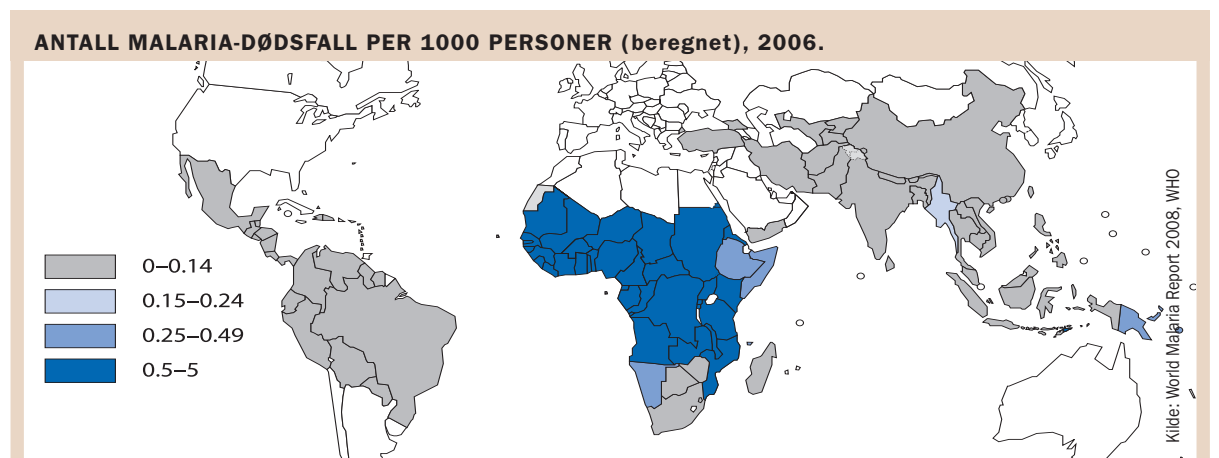 ANTALL MALARIA-DØDSFALL PER 1000 PERSONER (beregnet), 2006.
0–0.14
0.15–0.24
0.25–0.49
0.5–5
Kilde: World Malaria Report 2008, WHO